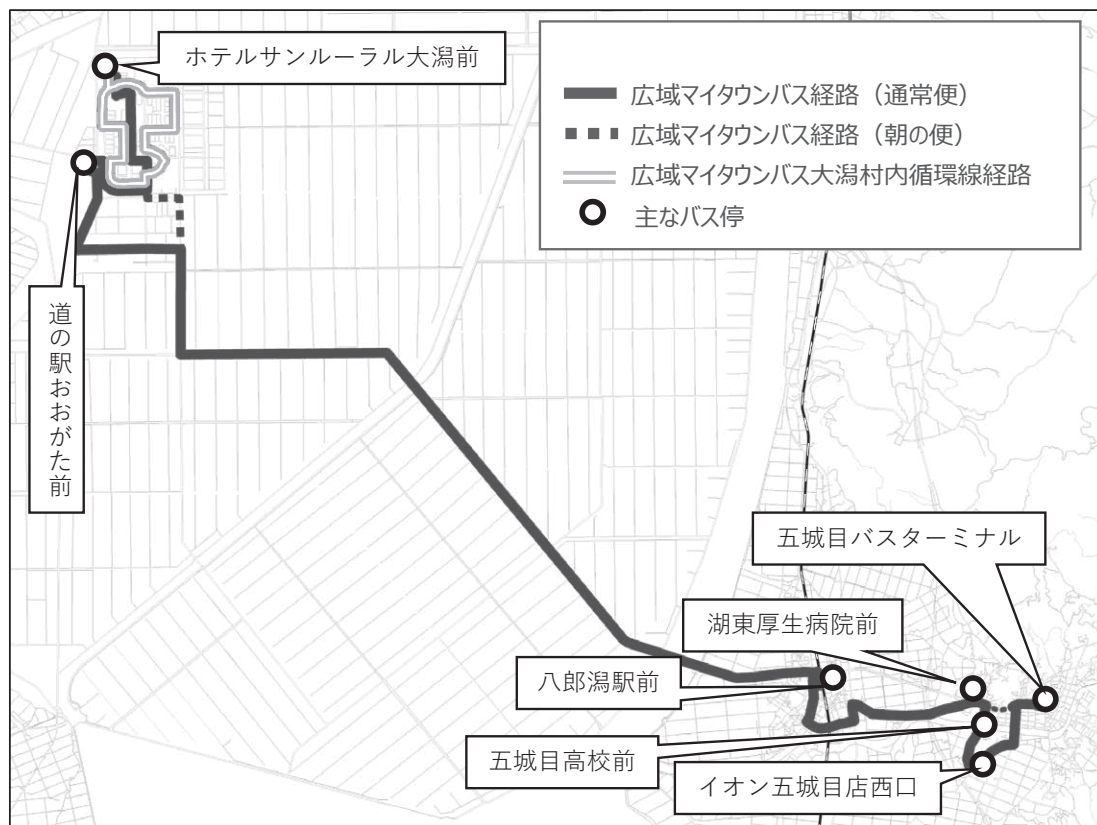 ホテルサンルーラル大潟前
広域マイタウンバス経路（通常便）
広域マイタウンバス経路（朝の便）
広域マイタウンバス大潟村内循環線経路
主なバス停
道の駅おおがた前
五城目バスターミナル
湖東厚生病院前
八郎潟駅前
五城目高校前
イオン五城目店西口